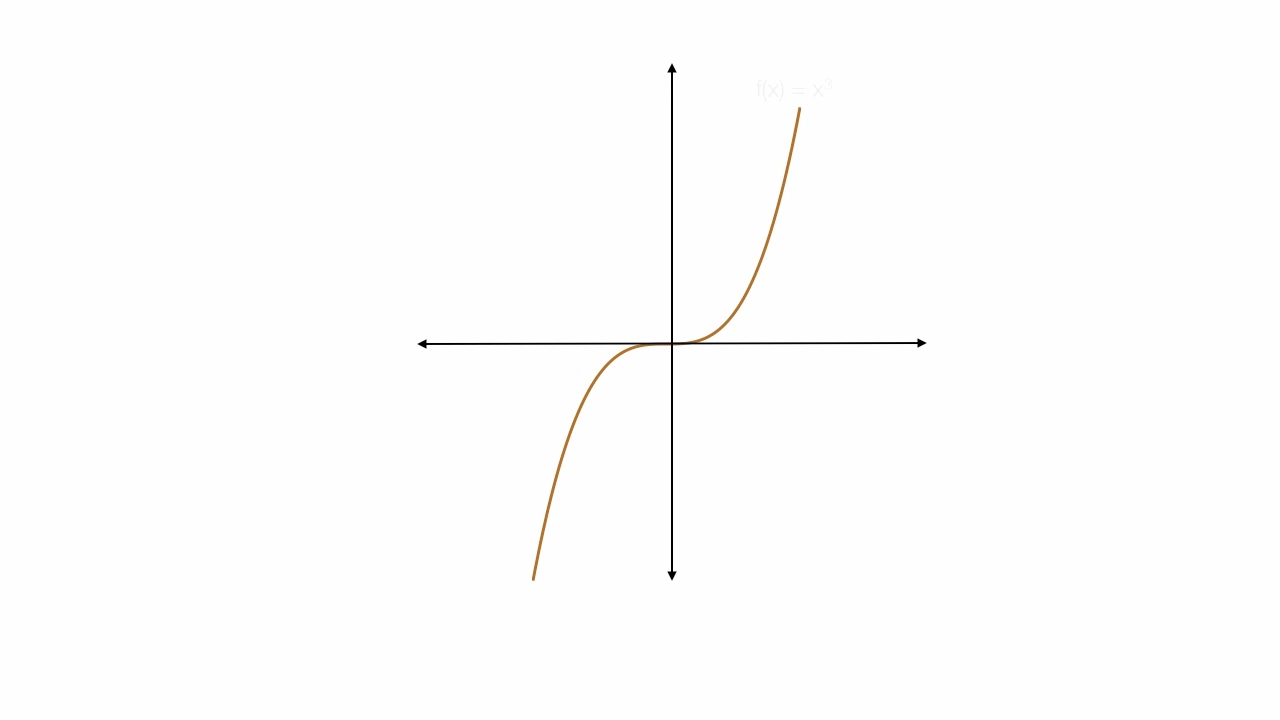 f(x) = x³